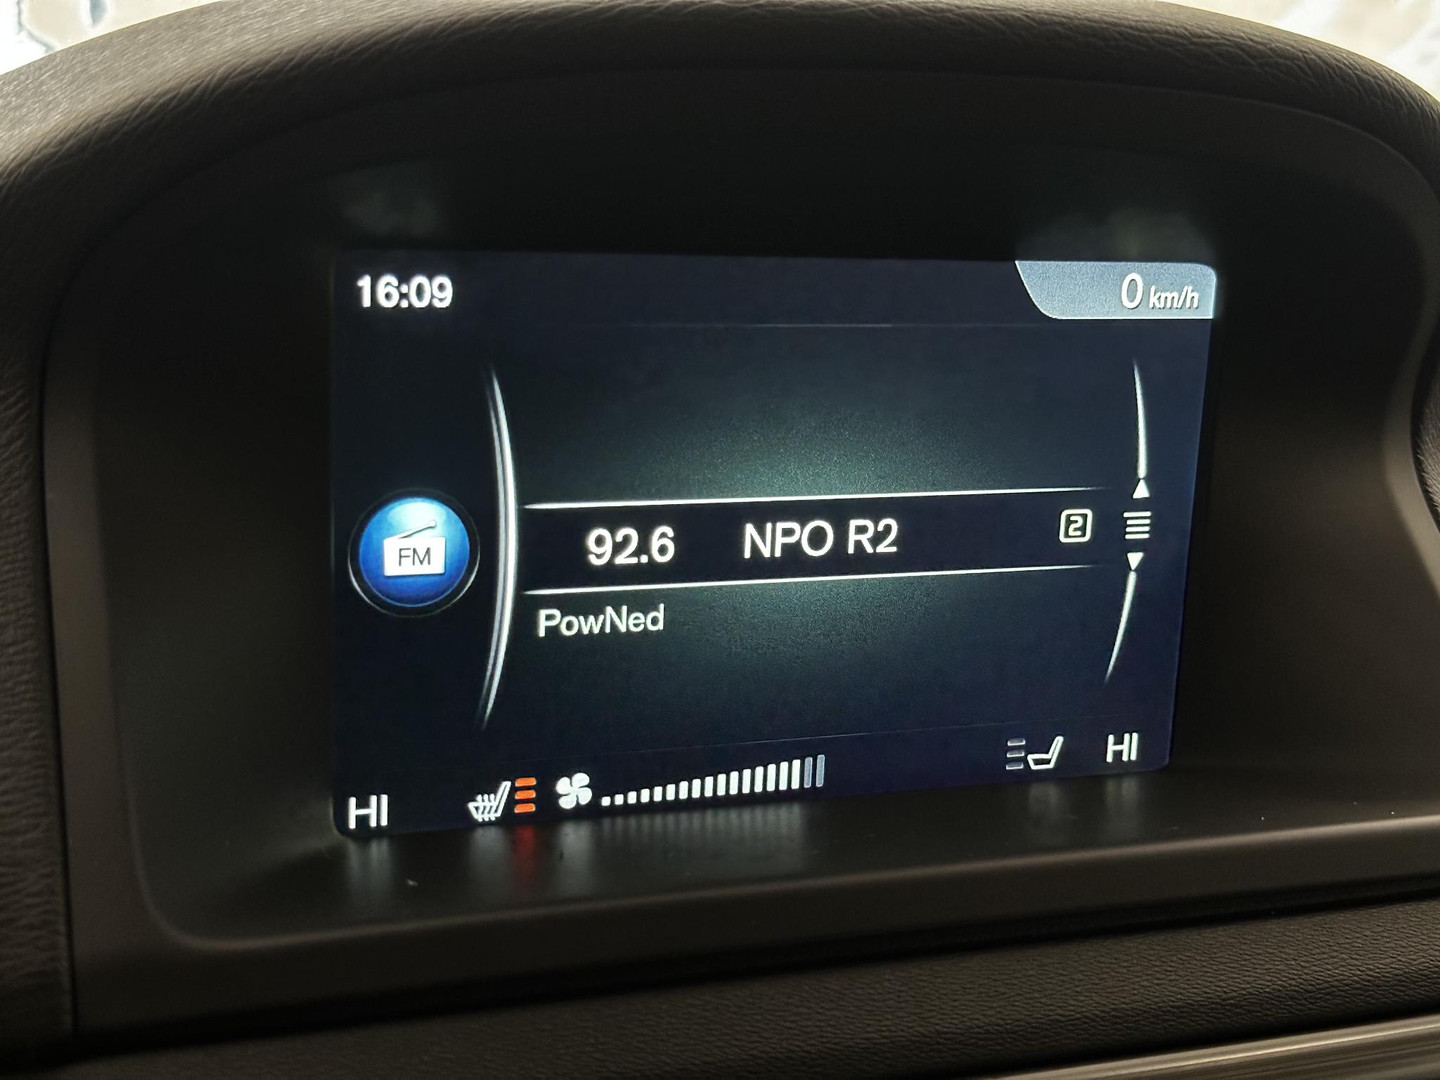 16:09
0 km/h
FM
92.6 NPO R2 2
PowNed
HI HI